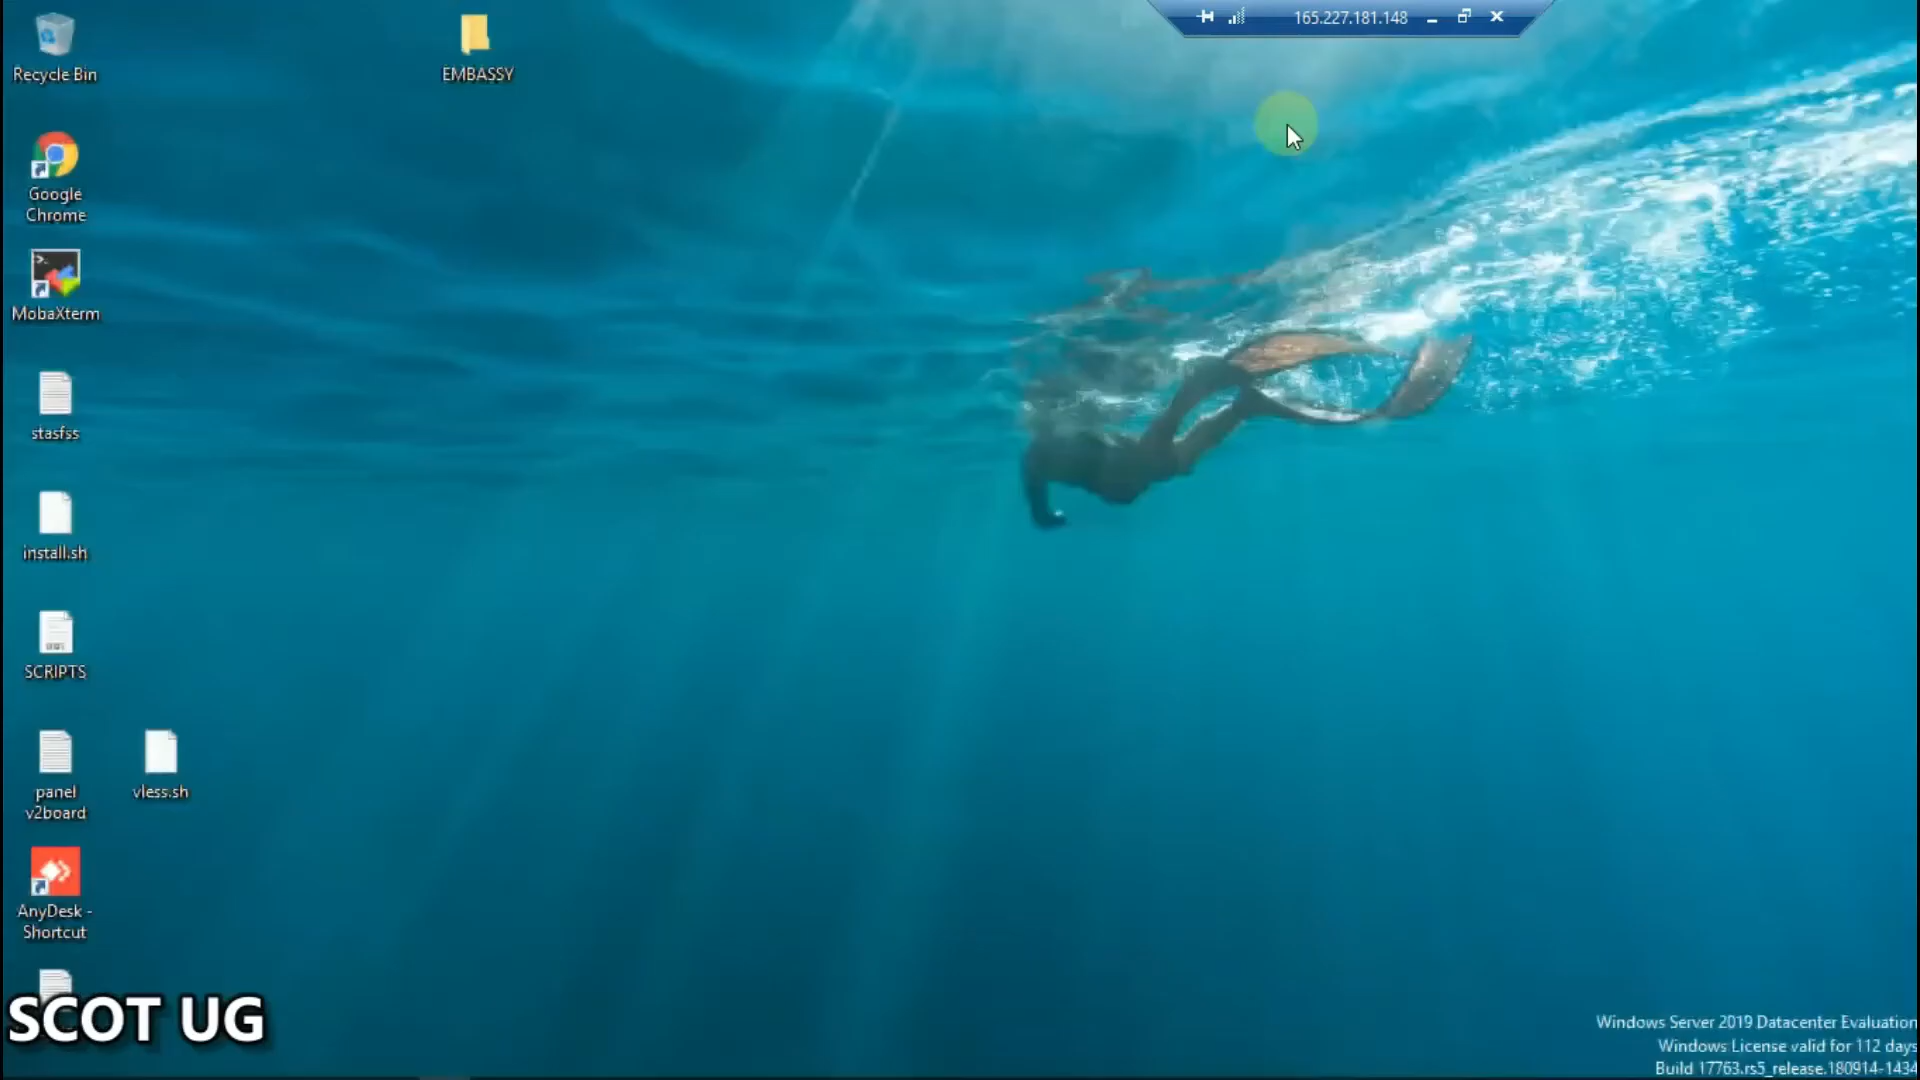 165.227.181.148
Recycle Bin
EMBASSY
Google
Chrome
MobaXterm
stasfss
install.sh
SCRIPTS
panel
v2board
vless.sh
AnyDesk -
Shortcut
SCOT UG
Windows Server 2019 Datacenter Evaluation
Windows License valid for 112 days
Build 17763.rs5_release.180914-1434